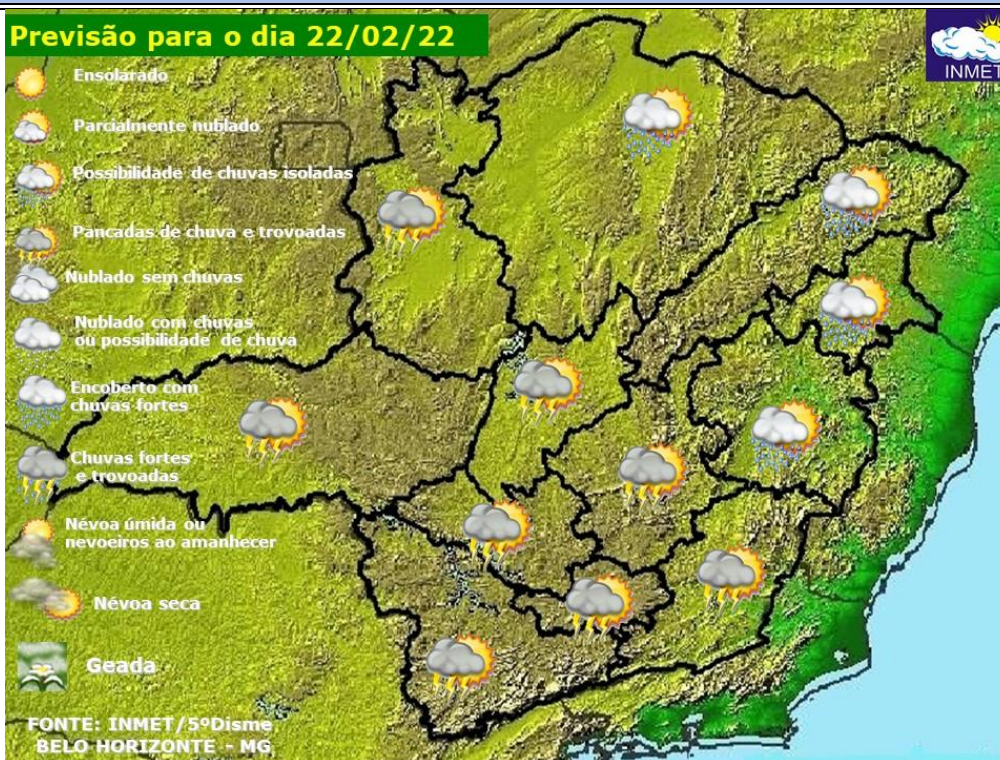 Previsão para o dia 22/02/22
INMET
Ensolarado
Parcialmente nublado
Possibilidade de chuvas isoladas
Pancadas de chuva e trovoadas
Nublado sem chuvas
Nublado com chuvas
ou possibilidade de chuva
Encoberto com
chuvas fortes
Chuvas fortes
e trovoadas
Névoa úmida ou
nevoeiros ao amanhecer
Névoa seca
Geada
FONTE: INMET/5ºDisme
BELO HORIZONTE - MG